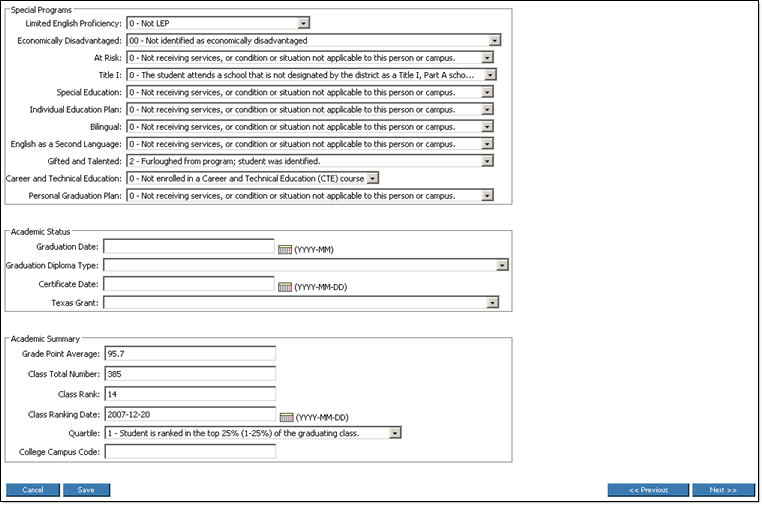 Special Programs
Limited English Proficiency: 0 - Not LEP
Economically Disadvantaged: 00 - Not identified as economically disadvantaged
At Risk: 0 - Not receiving services, or condition or situation not applicable to this person or campus.
Title I: 0 - The student attends a school that is not designated by the district as a Title I, Part A scho...
Special Education: 0 - Not receiving services, or condition or situation not applicable to this person or campus.
Individual Education Plan: 0 - Not receiving services, or condition or situation not applicable to this person or campus.
Bilingual: 0 - Not receiving services, or condition or situation not applicable to this person or campus.
English as a Second Language: 0 - Not receiving services, or condition or situation not applicable to this person or campus.
Gifted and Talented: 2 - Furloughed from program; student was identified.
Career and Technical Education: 0 - Not enrolled in a Career and Technical Education (CTE) course
Personal Graduation Plan: 0 - Not receiving services, or condition or situation not applicable to this person or campus.
Academic Status
Graduation Date: (YYYY-MM)
Graduation Diploma Type:
Certificate Date: (YYYY-MM-DD)
Texas Grant:
Academic Summary
Grade Point Average: 95.7
Class Total Number: 385
Class Rank: 14
Class Ranking Date: 2007-12-20 (YYYY-MM-DD)
Quartile: 1 - Student is ranked in the top 25% (1-25%) of the graduating class.
College Campus Code:
Cancel Save << Previous Next >>